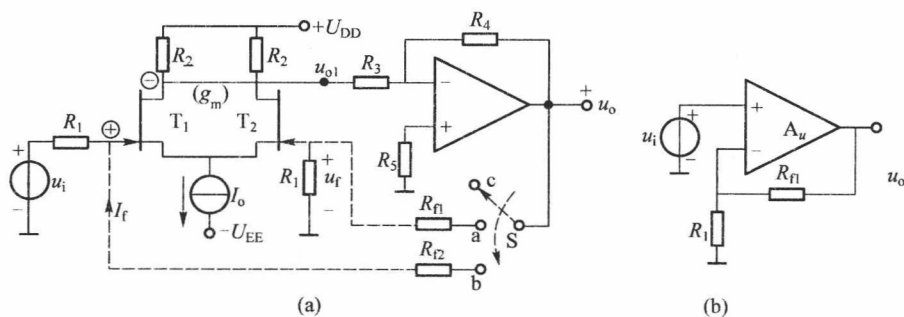 +U_DD
R_2
R_2
R_4
⊖
u_o1
R_3
(g_m)
−
+
u_o
R_1
⊕
T_1
T_2
+
R_5
+
u_i
−
I_f
I_o
−U_EE
R_1
+
u_f
−
c
R_f1
a
S
R_f2
b
(a)
+
u_i
−
+
−
A_u
R_f1
R_1
u_o
(b)